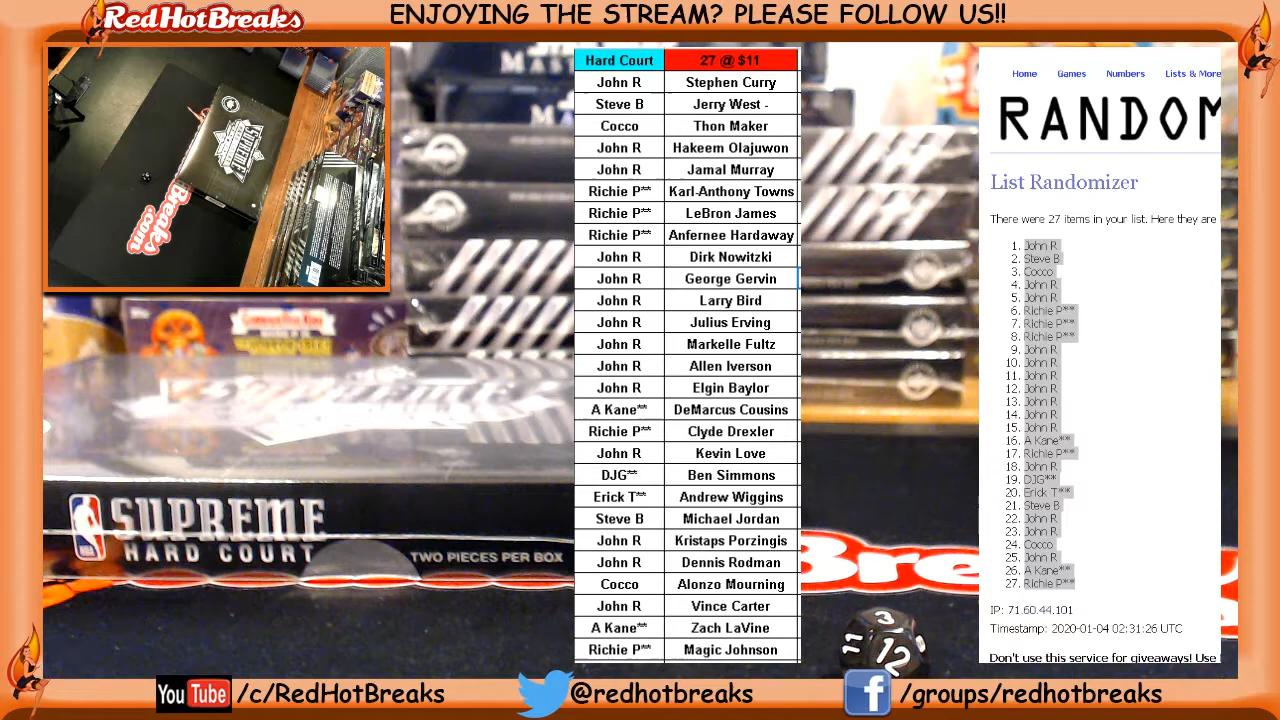 RedHotBreaks
ENJOYING THE STREAM? PLEASE FOLLOW US!!
SUPREME
Breaks
.com
Hard Court 27 @ $11
John R Stephen Curry
Steve B Jerry West -
Cocco Thon Maker
John R Hakeem Olajuwon
John R Jamal Murray
Richie P** Karl-Anthony Towns
Richie P** LeBron James
Richie P** Anfernee Hardaway
John R Dirk Nowitzki
John R George Gervin
John R Larry Bird
John R Julius Erving
John R Markelle Fultz
John R Allen Iverson
John R Elgin Baylor
A Kane** DeMarcus Cousins
Richie P** Clyde Drexler
John R Kevin Love
DJG** Ben Simmons
Erick T** Andrew Wiggins
Steve B Michael Jordan
John R Kristaps Porzingis
John R Dennis Rodman
Cocco Alonzo Mourning
John R Vince Carter
A Kane** Zach LaVine
Richie P** Magic Johnson
Home Games Numbers Lists & More
RANDOM
List Randomizer
There were 27 items in your list. Here they are
1. John R
2. Steve B
3. Cocco
4. John R
5. John R
6. Richie P**
7. Richie P**
8. Richie P**
9. John R
10. John R
11. John R
12. John R
13. John R
14. John R
15. John R
16. A Kane**
17. Richie P**
18. John R
19. DJG**
20. Erick T**
21. Steve B
22. John R
23. John R
24. Cocco
25. John R
26. A Kane**
27. Richie P**
IP: 71.60.44.101
Timestamp: 2020-01-04 02:31:26 UTC
Don't use this service for giveaways! Use
NBA
SUPREME
HARD COURT
TWO PIECES PER BOX
Bre
3
1
12
YouTube /c/RedHotBreaks
@redhotbreaks
f /groups/redhotbreaks